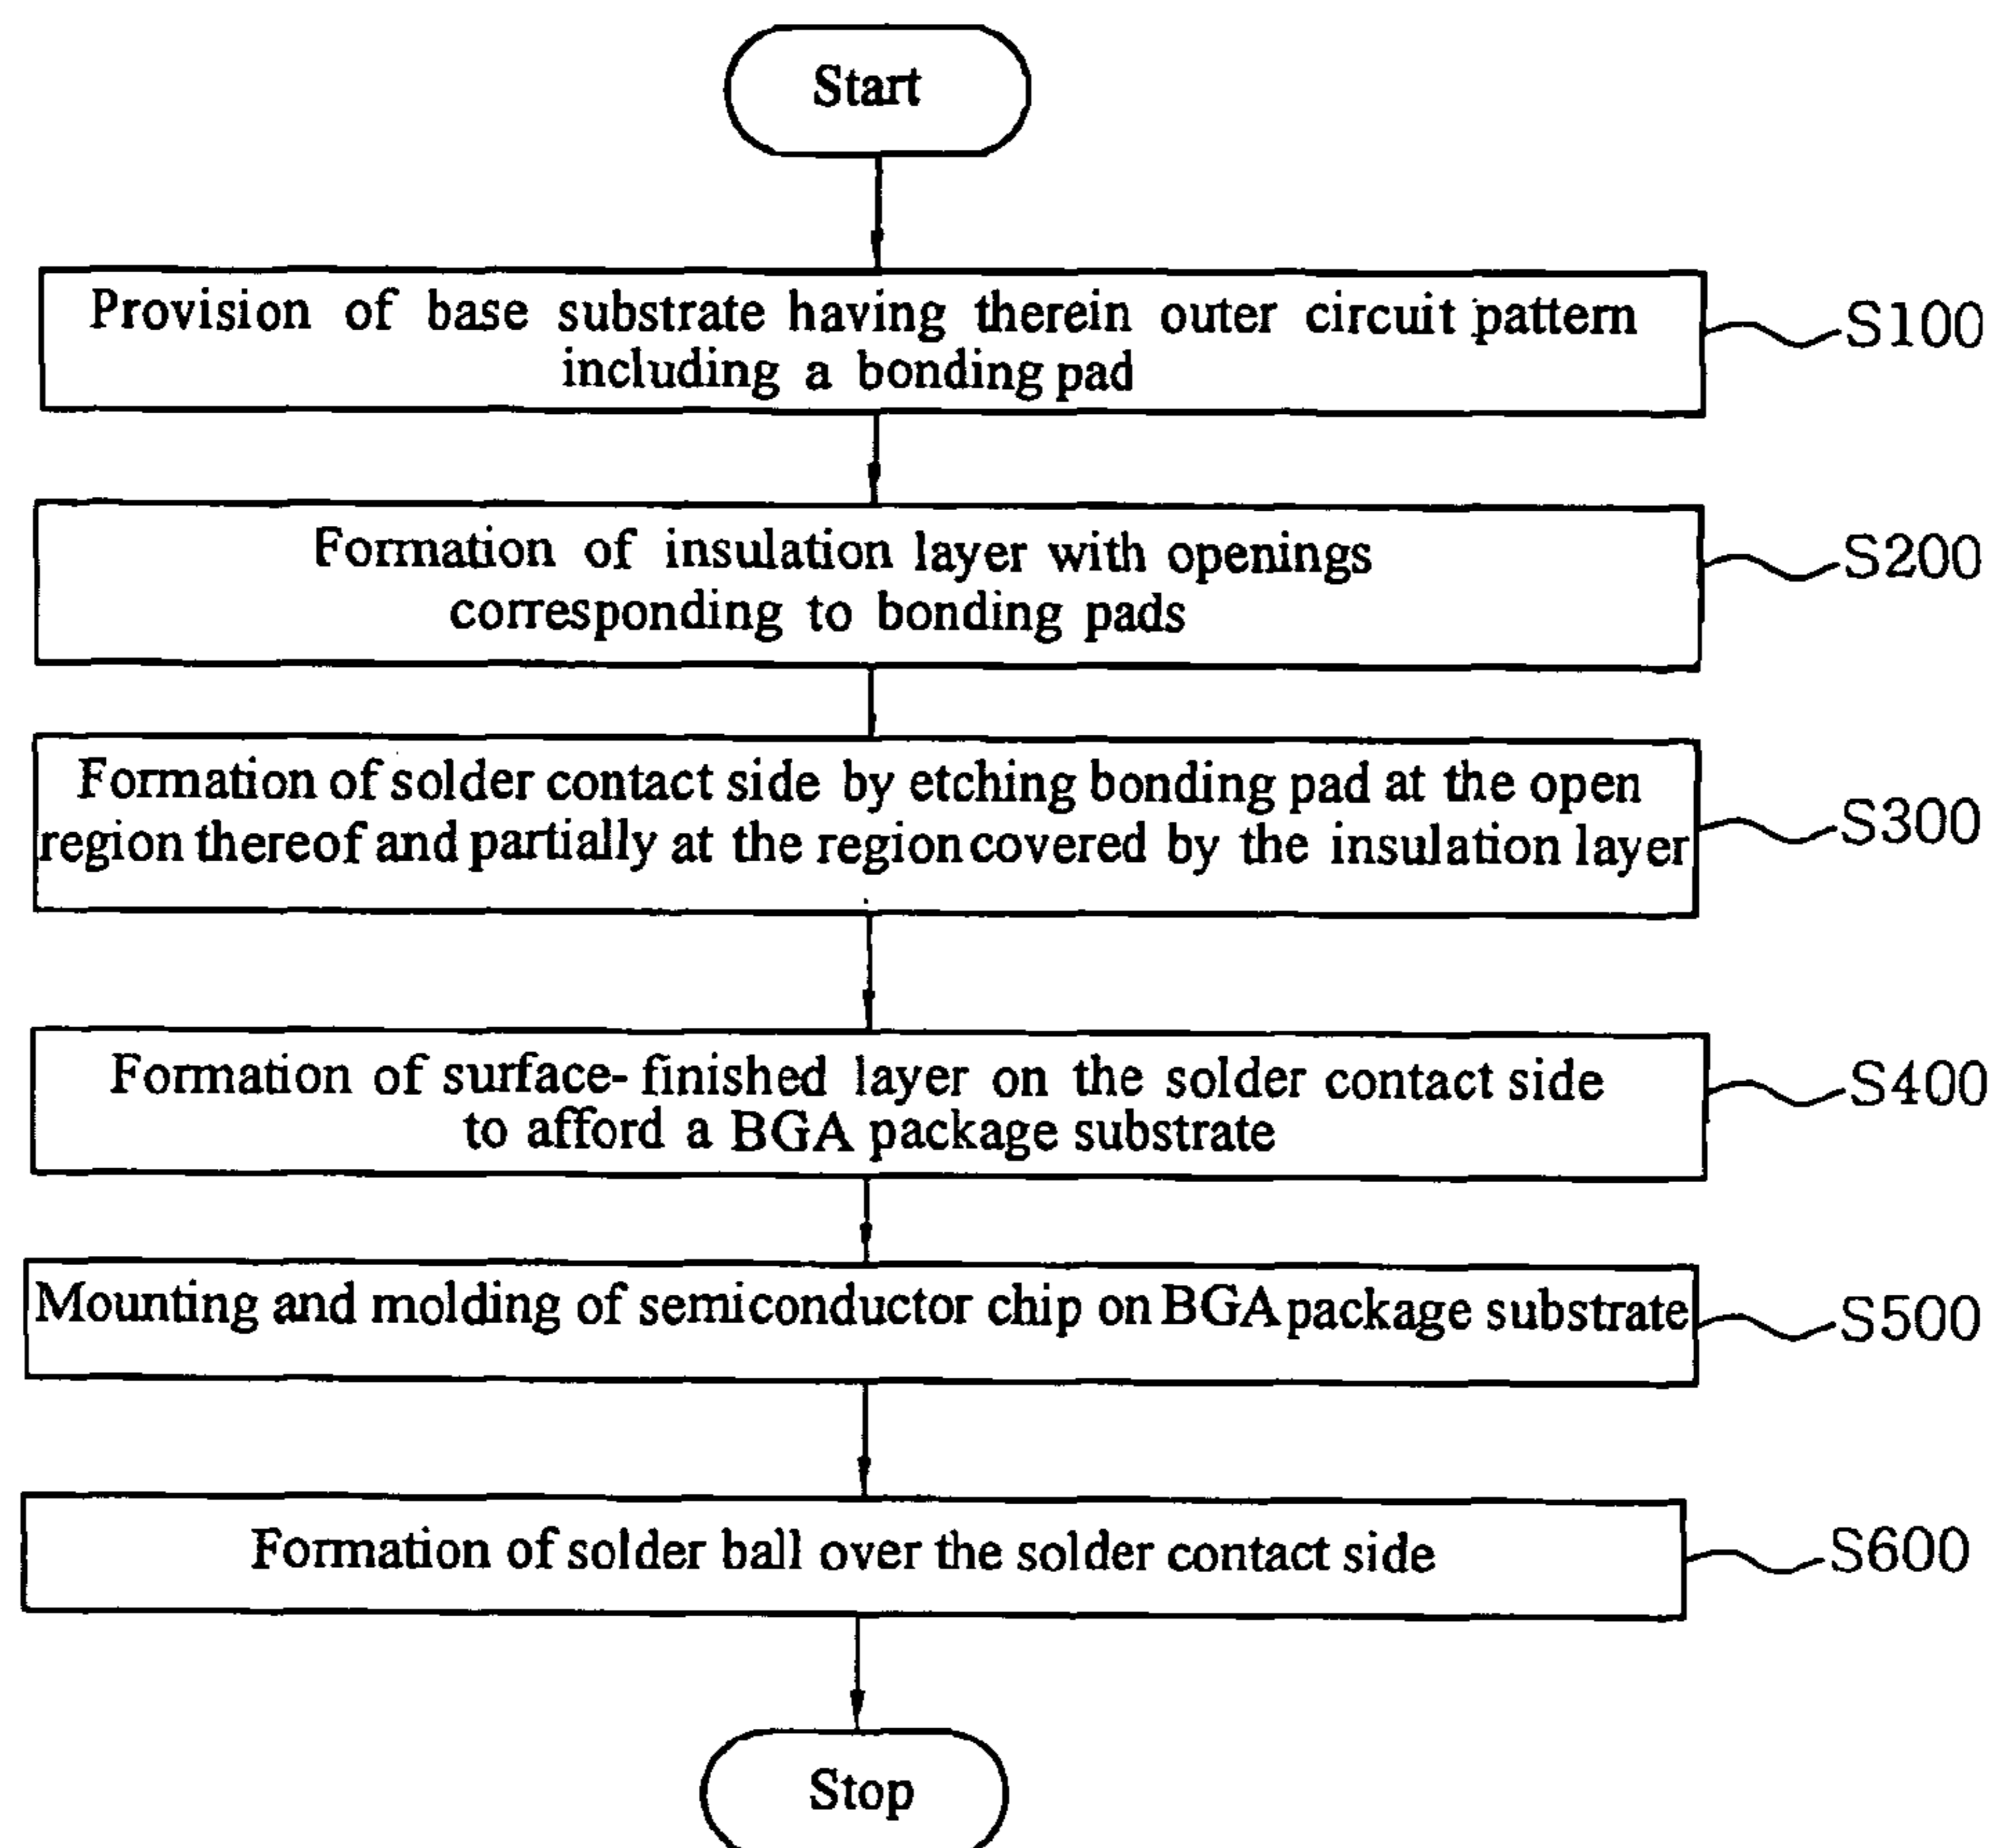 Start
Provision of base substrate having therein outer circuit pattern
including a bonding pad
S100
Formation of insulation layer with openings
corresponding to bonding pads
S200
Formation of solder contact side by etching bonding pad at the open
region thereof and partially at the region covered by the insulation layer
S300
Formation of surface-finished layer on the solder contact side
to afford a BGA package substrate
S400
Mounting and molding of semiconductor chip on BGA package substrate
S500
Formation of solder ball over the solder contact side
S600
Stop